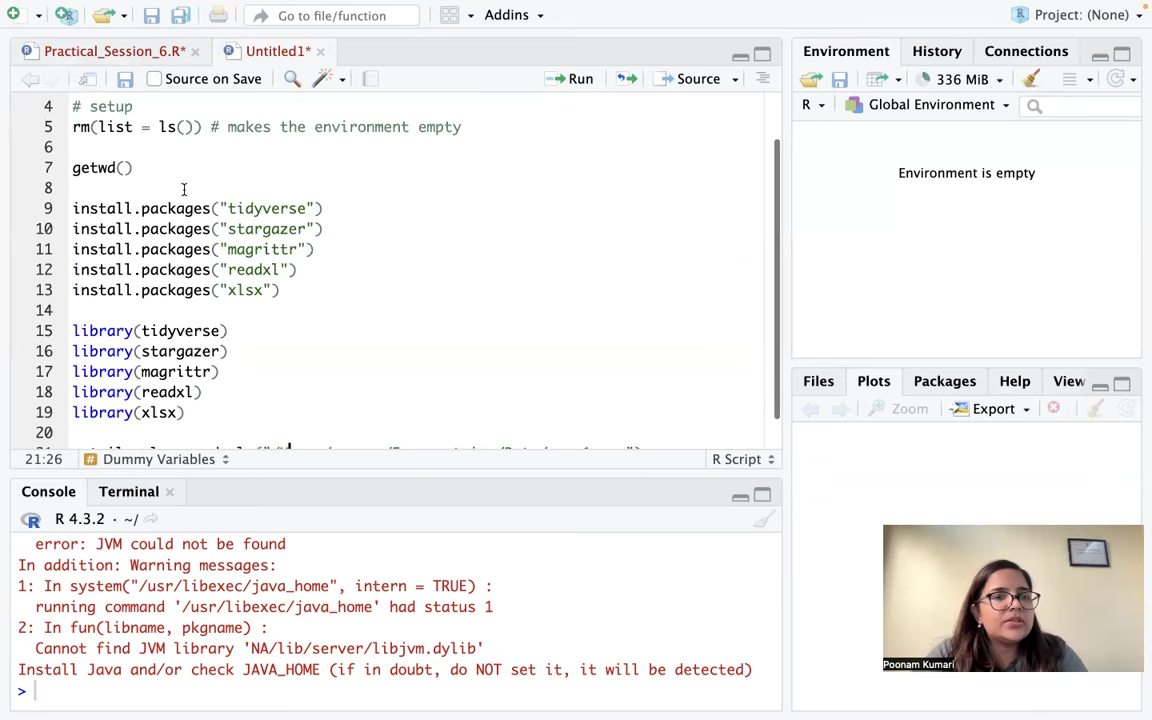 Go to file/function
Addins
Project: (None)
Practical_Session_6.R*
Untitled1*
Source on Save
Run
Source
4 # setup
5 rm(list = ls()) # makes the environment empty
6
7 getwd()
8
9 install.packages("tidyverse")
10 install.packages("stargazer")
11 install.packages("magrittr")
12 install.packages("readxl")
13 install.packages("xlsx")
14
15 library(tidyverse)
16 library(stargazer)
17 library(magrittr)
18 library(readxl)
19 library(xlsx)
20
21:26
# Dummy Variables
R Script
Console
Terminal
R 4.3.2 · ~/
error: JVM could not be found
In addition: Warning messages:
1: In system("/usr/libexec/java_home", intern = TRUE) :
running command '/usr/libexec/java_home' had status 1
2: In fun(libname, pkgname) :
Cannot find JVM library 'NA/lib/server/libjvm.dylib'
Install Java and/or check JAVA_HOME (if in doubt, do NOT set it, it will be detected)
>
Environment
History
Connections
336 MiB
R
Global Environment
Environment is empty
Files
Plots
Packages
Help
View
Zoom
Export
Poonam Kumari